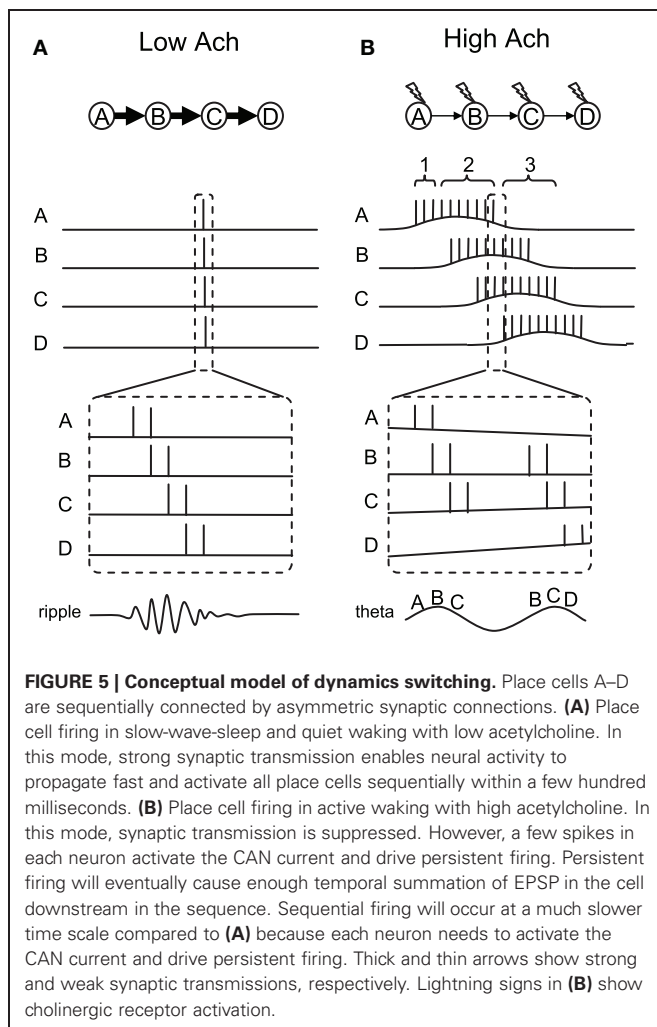 A Low Ach
B High Ach
A B C D
A B C D
1 2 3
A
B
C
D
A
B
C
D
A
B
C
D
A
B
C
D
ripple
theta A B C B C D
FIGURE 5 | Conceptual model of dynamics switching. Place cells A–D
are sequentially connected by asymmetric synaptic connections. (A) Place
cell firing in slow-wave-sleep and quiet waking with low acetylcholine. In
this mode, strong synaptic transmission enables neural activity to
propagate fast and activate all place cells sequentially within a few hundred
milliseconds. (B) Place cell firing in active waking with high acetylcholine. In
this mode, synaptic transmission is suppressed. However, a few spikes in
each neuron activate the CAN current and drive persistent firing. Persistent
firing will eventually cause enough temporal summation of EPSP in the cell
downstream in the sequence. Sequential firing will occur at a much slower
time scale compared to (A) because each neuron needs to activate the
CAN current and drive persistent firing. Thick and thin arrows show strong
and weak synaptic transmissions, respectively. Lightning signs in (B) show
cholinergic receptor activation.